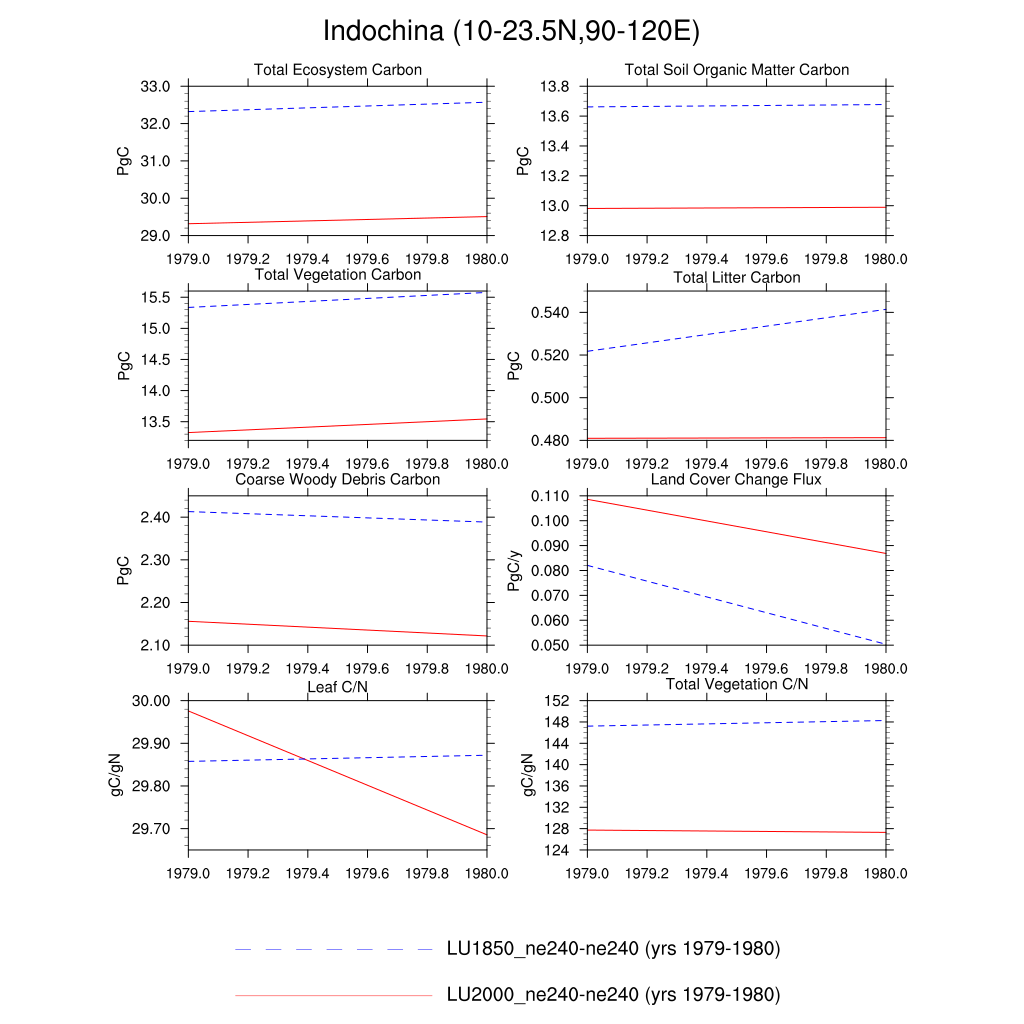 Indochina (10-23.5N,90-120E)
Total Ecosystem Carbon
33.0
32.0
31.0
30.0
29.0
PgC
1979.0 1979.2 1979.4 1979.6 1979.8 1980.0
Total Soil Organic Matter Carbon
13.8
13.6
13.4
13.2
13.0
12.8
PgC
1979.0 1979.2 1979.4 1979.6 1979.8 1980.0
Total Vegetation Carbon
15.5
15.0
14.5
14.0
13.5
PgC
1979.0 1979.2 1979.4 1979.6 1979.8 1980.0
Total Litter Carbon
0.540
0.520
0.500
0.480
PgC
1979.0 1979.2 1979.4 1979.6 1979.8 1980.0
Coarse Woody Debris Carbon
2.40
2.30
2.20
2.10
PgC
1979.0 1979.2 1979.4 1979.6 1979.8 1980.0
Land Cover Change Flux
0.110
0.100
0.090
0.080
0.070
0.060
0.050
PgC/y
1979.0 1979.2 1979.4 1979.6 1979.8 1980.0
Leaf C/N
30.00
29.90
29.80
29.70
gC/gN
1979.0 1979.2 1979.4 1979.6 1979.8 1980.0
Total Vegetation C/N
152
148
144
140
136
132
128
124
gC/gN
1979.0 1979.2 1979.4 1979.6 1979.8 1980.0
LU1850_ne240-ne240 (yrs 1979-1980)
LU2000_ne240-ne240 (yrs 1979-1980)